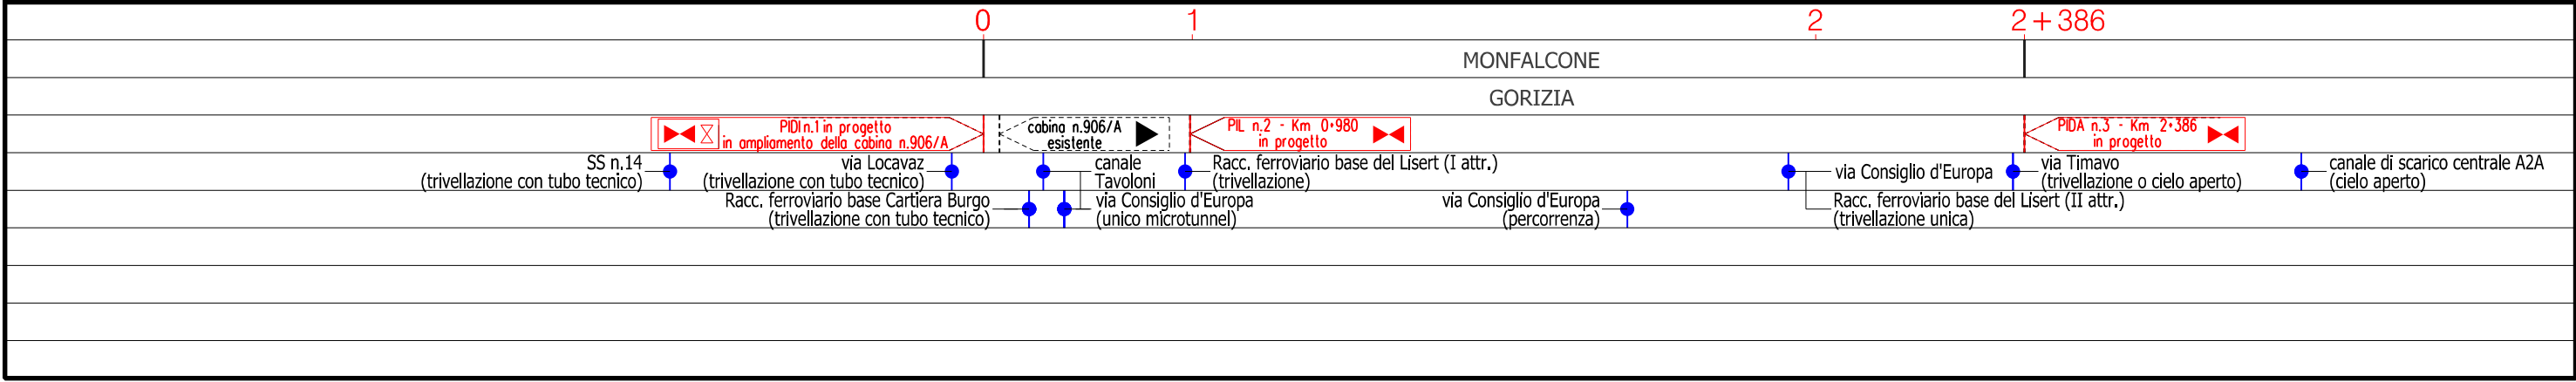 0
1
2
2+386
MONFALCONE
GORIZIA
PIDI n.1 in progetto
in ampliamento della cabina n.906/A
cabina n.906/A
esistente
PIL n.2 - Km 0+980
in progetto
PIDA n.3 - Km 2+386
in progetto
SS n.14
(trivellazione con tubo tecnico)
via Locavaz
(trivellazione con tubo tecnico)
canale
Tavoloni
Racc. ferroviario base del Lisert (I attr.)
(trivellazione)
via Consiglio d'Europa
via Timavo
(trivellazione o cielo aperto)
canale di scarico centrale A2A
(cielo aperto)
Racc. ferroviario base Cartiera Burgo
(trivellazione con tubo tecnico)
via Consiglio d'Europa
(unico microtunnel)
via Consiglio d'Europa
(percorrenza)
Racc. ferroviario base del Lisert (II attr.)
(trivellazione unica)